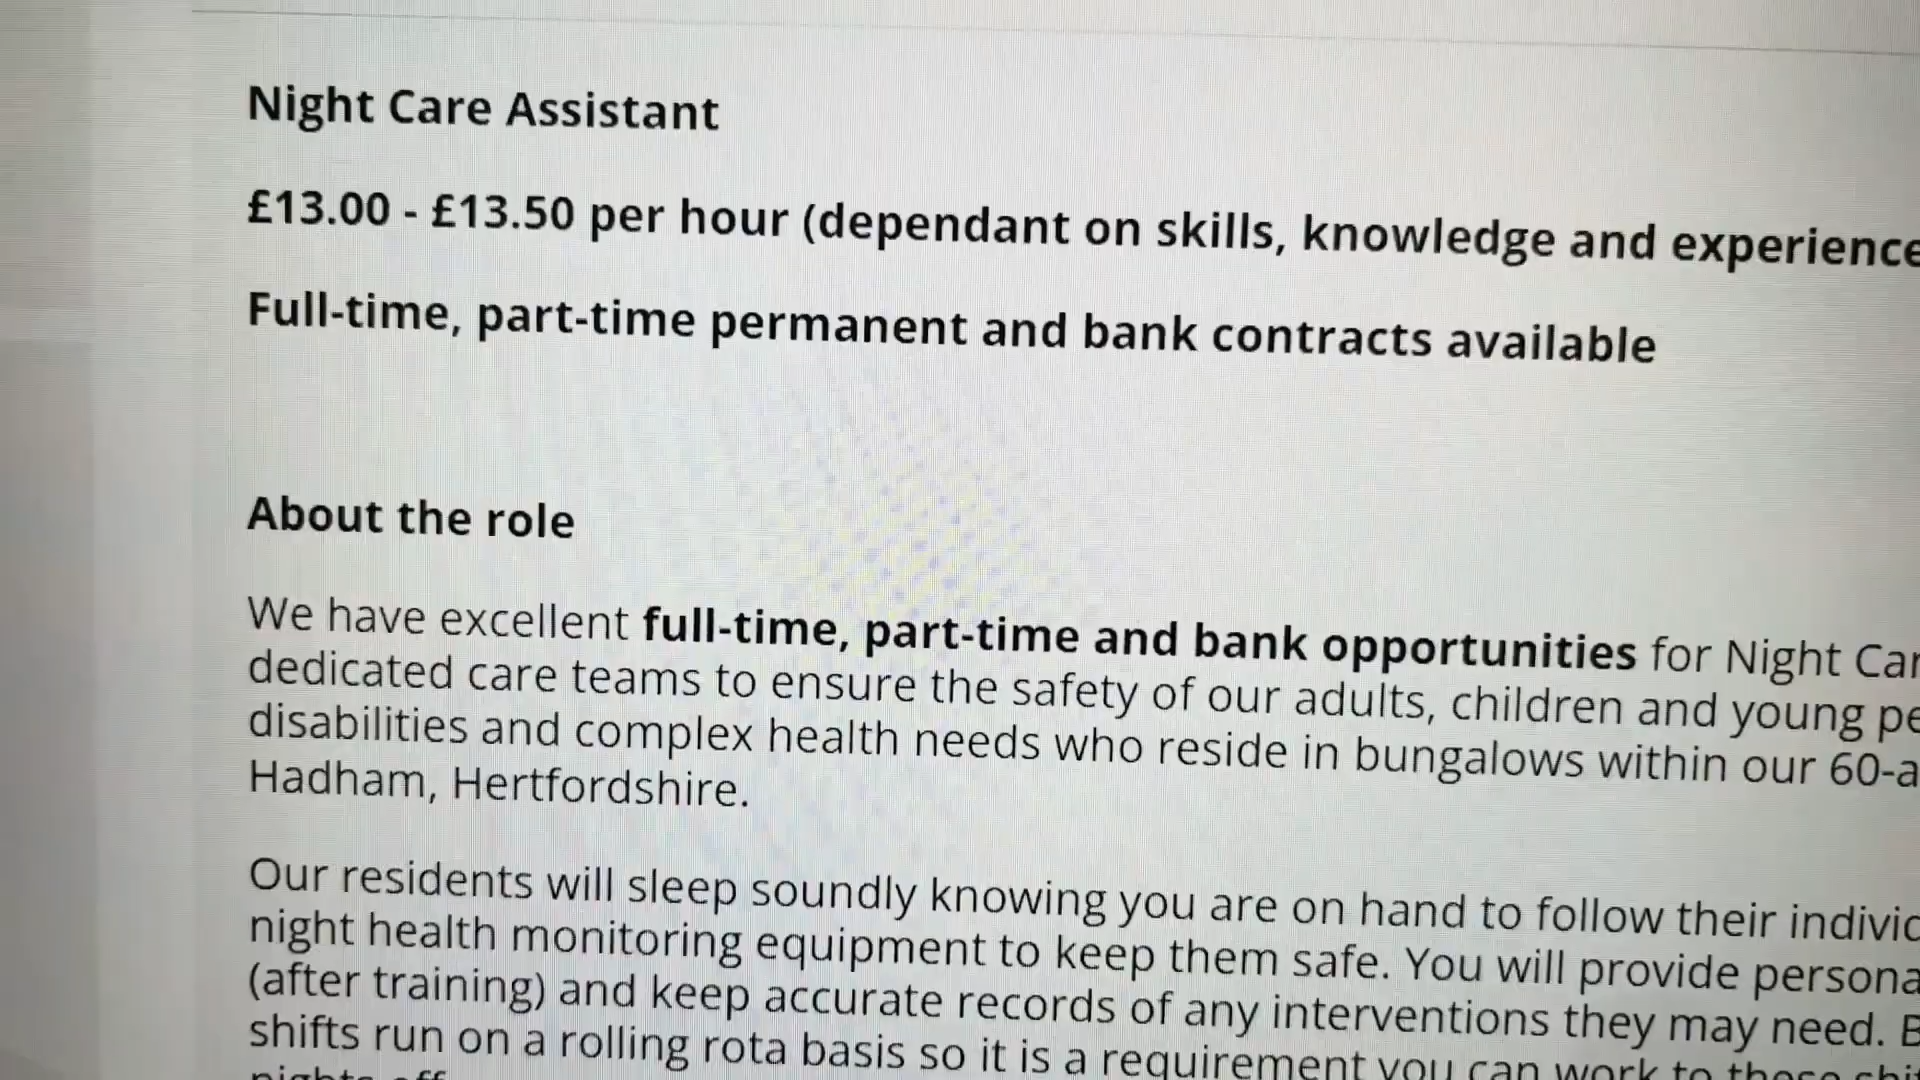 Night Care Assistant
£13.00 - £13.50 per hour (dependant on skills, knowledge and experience
Full-time, part-time permanent and bank contracts available
About the role
We have excellent full-time, part-time and bank opportunities for Night Car
dedicated care teams to ensure the safety of our adults, children and young pe
disabilities and complex health needs who reside in bungalows within our 60-a
Hadham, Hertfordshire.
Our residents will sleep soundly knowing you are on hand to follow their individ
night health monitoring equipment to keep them safe. You will provide persona
(after training) and keep accurate records of any interventions they may need. B
shifts run on a rolling rota basis so it is a requirement you can work to these shi
nights off